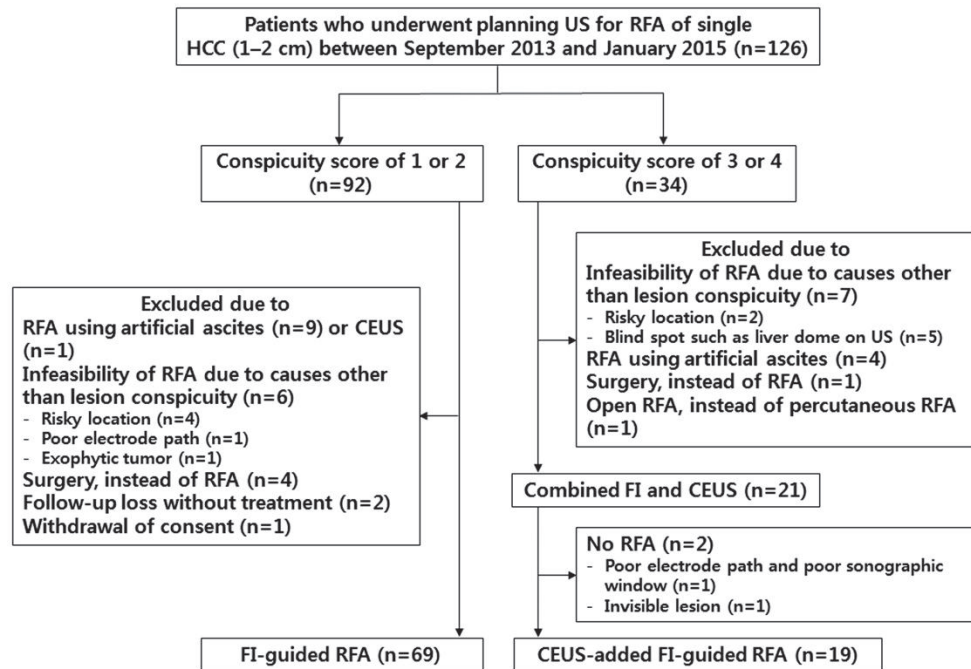 Patients who underwent planning US for RFA of single
HCC (1–2 cm) between September 2013 and January 2015 (n=126)
Conspicuity score of 1 or 2
(n=92)
Conspicuity score of 3 or 4
(n=34)
Excluded due to
RFA using artificial ascites (n=9) or CEUS
(n=1)
Infeasibility of RFA due to causes other
than lesion conspicuity (n=6)
- Risky location (n=4)
- Poor electrode path (n=1)
- Exophytic tumor (n=1)
Surgery, instead of RFA (n=4)
Follow-up loss without treatment (n=2)
Withdrawal of consent (n=1)
Excluded due to
Infeasibility of RFA due to causes other
than lesion conspicuity (n=7)
- Risky location (n=2)
- Blind spot such as liver dome on US (n=5)
RFA using artificial ascites (n=4)
Surgery, instead of RFA (n=1)
Open RFA, instead of percutaneous RFA
(n=1)
Combined FI and CEUS (n=21)
No RFA (n=2)
- Poor electrode path and poor sonographic
window (n=1)
- Invisible lesion (n=1)
FI-guided RFA (n=69)
CEUS-added FI-guided RFA (n=19)